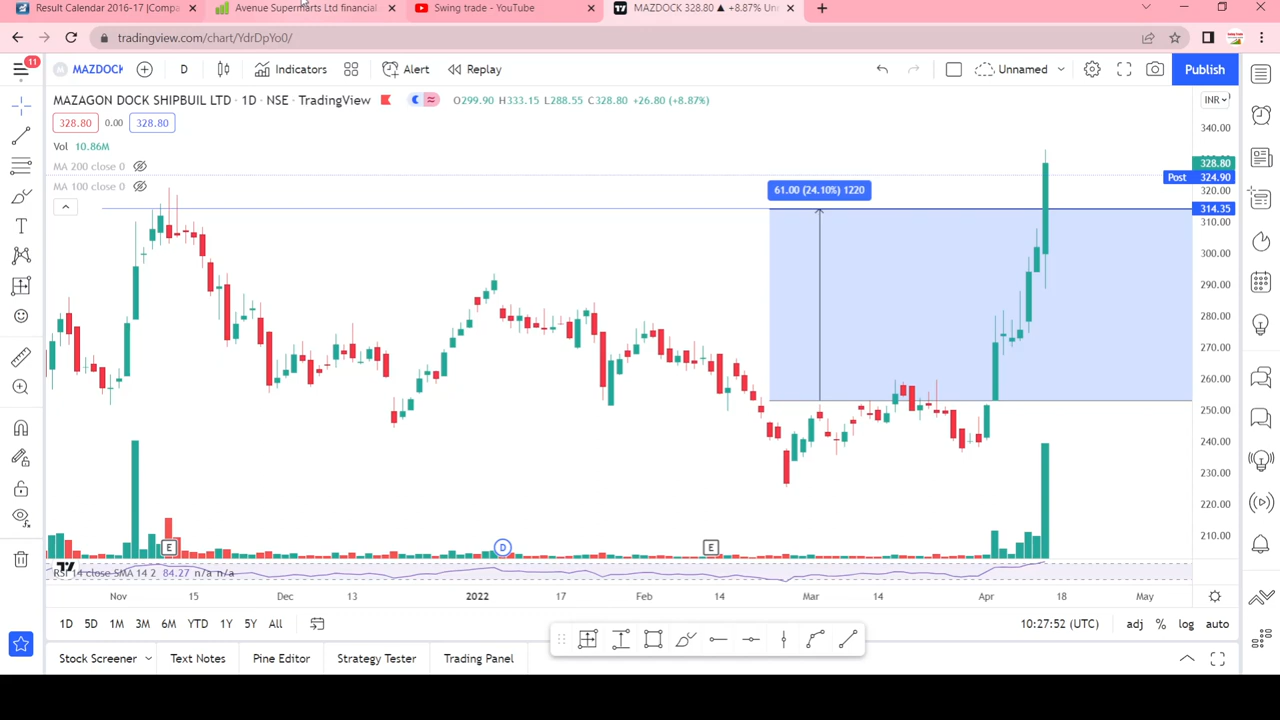 Result Calendar 2016-17 |Compa
Avenue Supermarts Ltd financial
Swing trade - YouTube
MAZDOCK 328.80 ▲ +8.87% Unn
tradingview.com/chart/YdrDpYo0/
11
MAZDOCK
D
Indicators
Alert
Replay
Unnamed
Publish
MAZAGON DOCK SHIPBUIL LTD · 1D · NSE · TradingView
O299.90 H333.15 L288.55 C328.80 +26.80 (+8.87%)
INR
328.80
0.00
328.80
Vol 10.86M
MA 200 close 0
MA 100 close 0
61.00 (24.10%) 1220
340.00
328.80
Post 324.90
320.00
314.35
310.00
300.00
290.00
280.00
270.00
260.00
250.00
240.00
230.00
220.00
210.00
E
D
E
RSI 14 close SMA 14 2 84.27 n/a n/a
Nov
15
Dec
13
2022
17
Feb
14
Mar
14
Apr
18
May
1D
5D
1M
3M
6M
YTD
1Y
5Y
All
10:27:52 (UTC)
adj
%
log
auto
Stock Screener
Text Notes
Pine Editor
Strategy Tester
Trading Panel